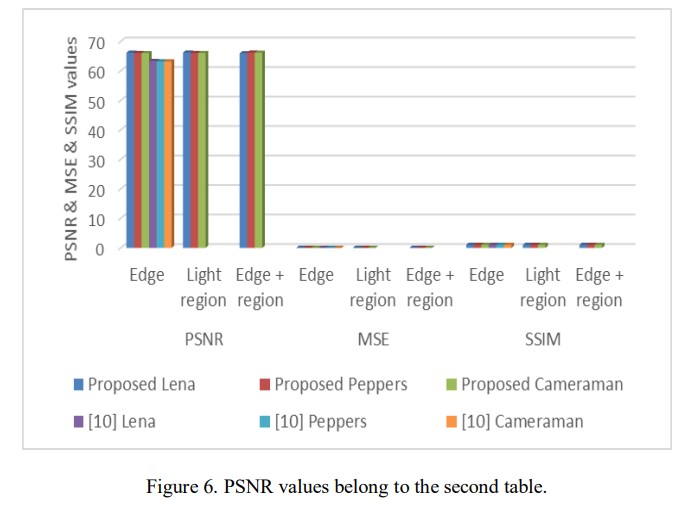 PSNR & MSE & SSIM values
70
60
50
40
30
20
10
0
Edge Light region Edge + region Edge Light region Edge + region Edge Light region Edge + region
PSNR MSE SSIM
Proposed Lena Proposed Peppers Proposed Cameraman
[10] Lena [10] Peppers [10] Cameraman
Figure 6. PSNR values belong to the second table.